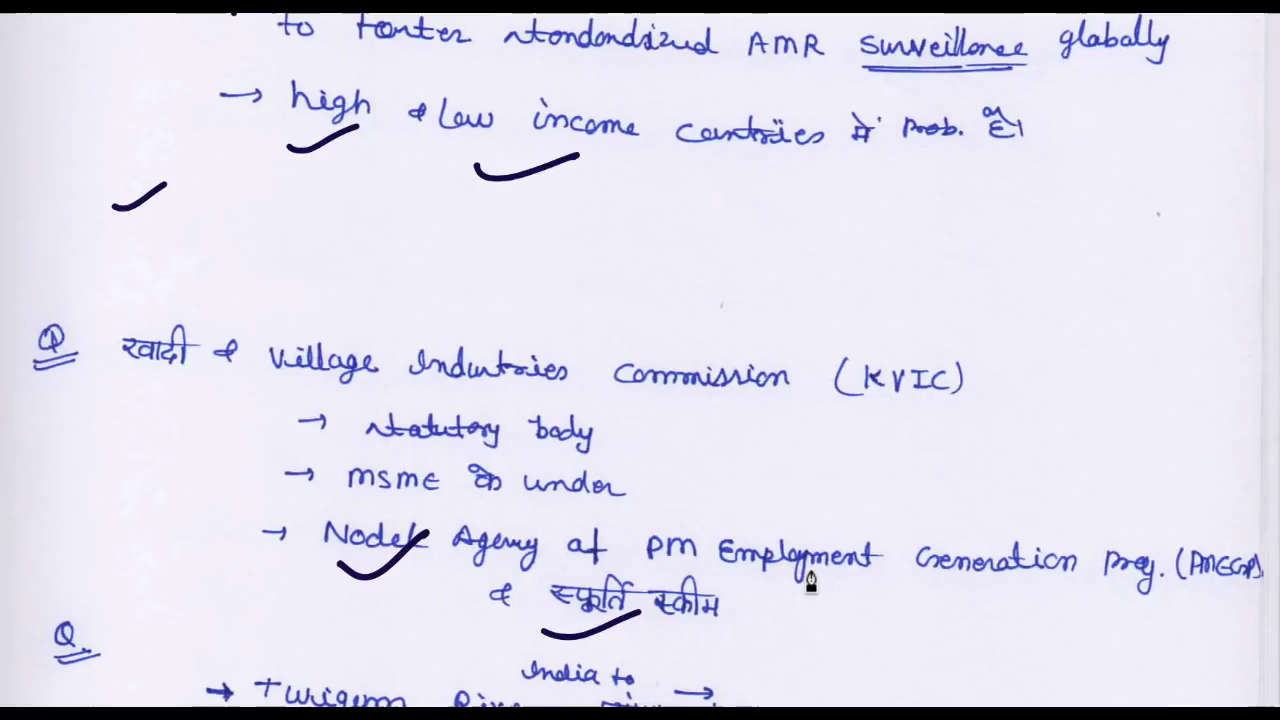 to foster standardized AMR surveillance globally
→ high & low income countries में prob. है।
Q खादी & Village Industries Commission (KVIC)
→ statutory body
→ MSME के under
→ Nodal Agency of PM Employment Generation Prog. (PMEGP)
& स्फूर्ति स्कीम
Q.
India to
→